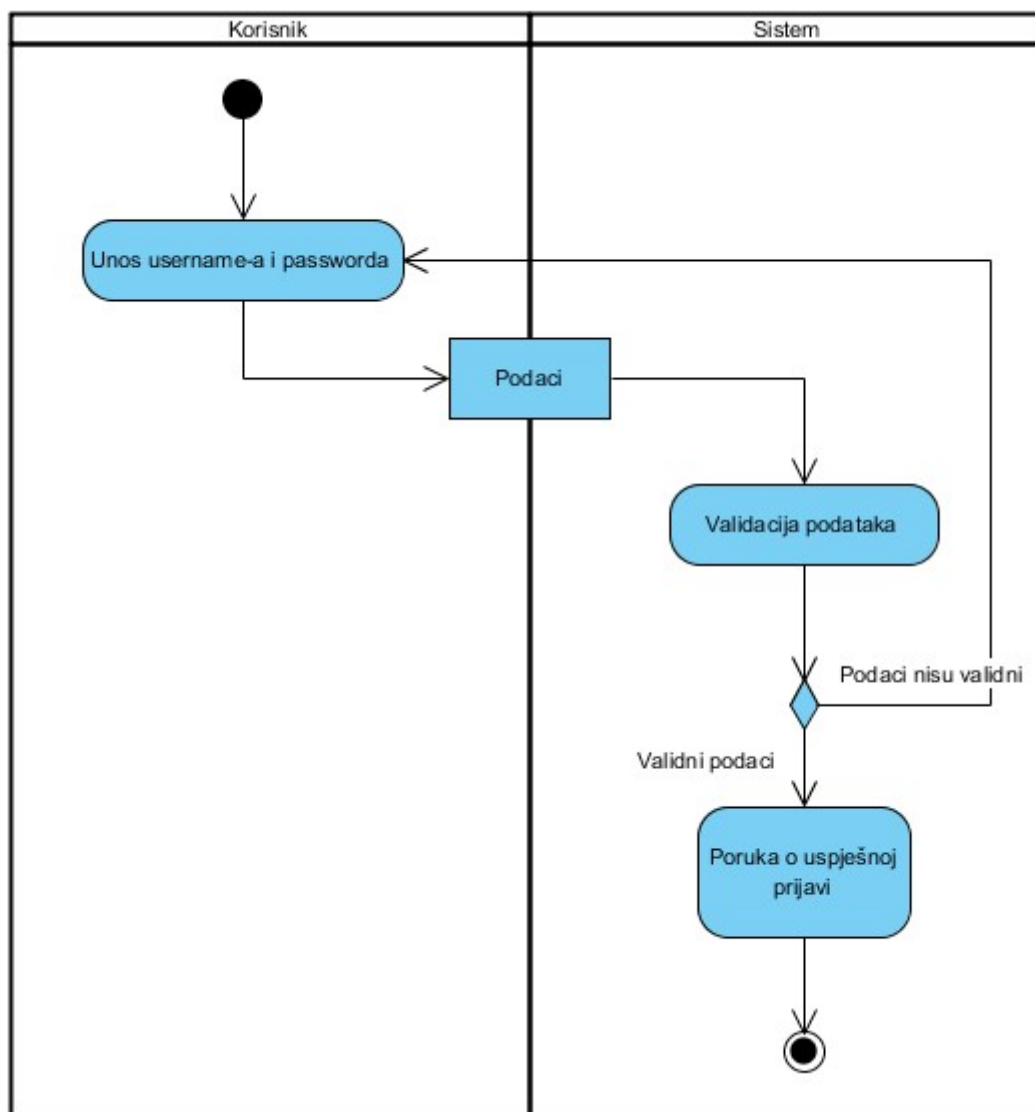 Korisnik
Sistem
Unos username-a i passworda
Podaci
Validacija podataka
Podaci nisu validni
Validni podaci
Poruka o uspješnoj
prijavi